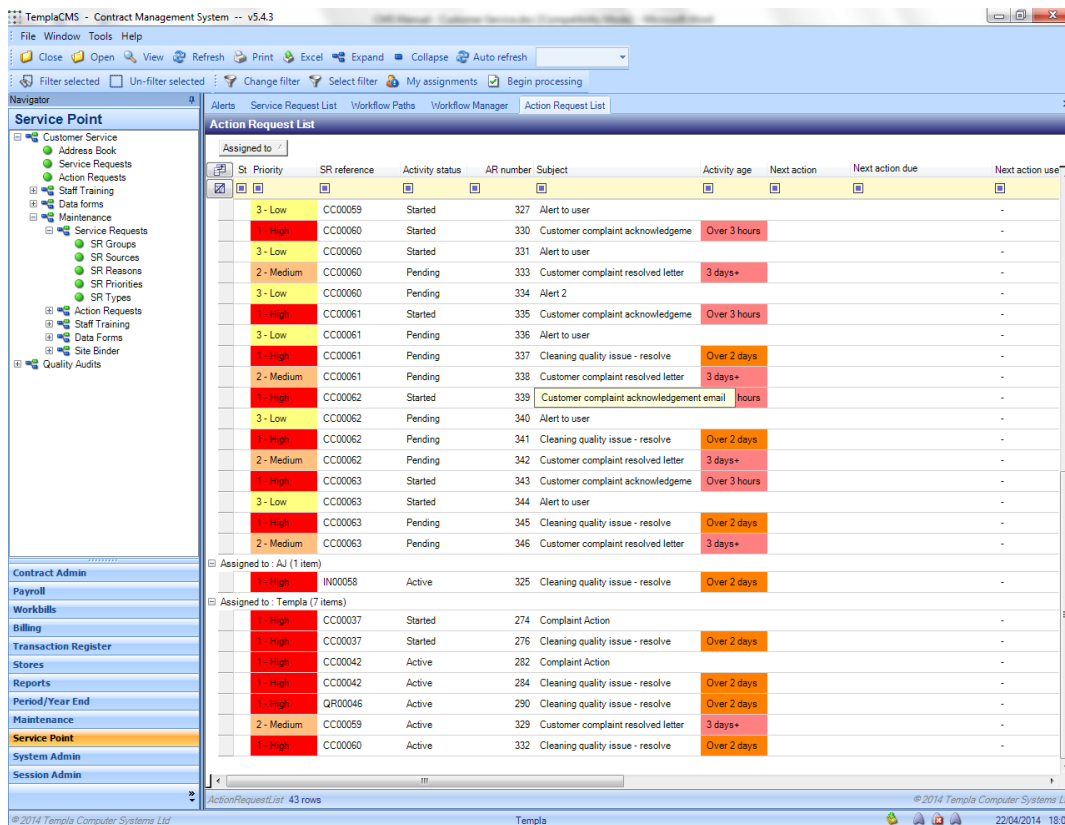 TemplaCMS - Contract Management System -- v5.4.3
File Window Tools Help
Close Open View Refresh Print Excel Expand Collapse Auto refresh
Filter selected Un-filter selected Change filter Select filter My assignments Begin processing
Navigator
Service Point
Customer Service
Address Book
Service Requests
Action Requests
Staff Training
Data forms
Maintenance
Service Requests
SR Groups
SR Sources
SR Reasons
SR Priorities
SR Types
Action Requests
Staff Training
Data Forms
Site Binder
Quality Audits
Contract Admin
Payroll
Workbills
Billing
Transaction Register
Stores
Reports
Period/Year End
Maintenance
Service Point
System Admin
Session Admin
Alerts Service Request List Workflow Paths Workflow Manager Action Request List
Action Request List
Assigned to
St Priority SR reference Activity status AR number Subject Activity age Next action Next action due Next action use
3 - Low CC00059 Started 327 Alert to user -
1 - High CC00060 Started 330 Customer complaint acknowledgeme Over 3 hours -
3 - Low CC00060 Started 331 Alert to user -
2 - Medium CC00060 Pending 333 Customer complaint resolved letter 3 days+ -
3 - Low CC00060 Pending 334 Alert 2 -
1 - High CC00061 Started 335 Customer complaint acknowledgeme Over 3 hours -
3 - Low CC00061 Pending 336 Alert to user -
1 - High CC00061 Pending 337 Cleaning quality issue - resolve Over 2 days -
2 - Medium CC00061 Pending 338 Customer complaint resolved letter 3 days+ -
1 - High CC00062 Started 339 Customer complaint acknowledgement email hours -
3 - Low CC00062 Pending 340 Alert to user -
1 - High CC00062 Pending 341 Cleaning quality issue - resolve Over 2 days -
2 - Medium CC00062 Pending 342 Customer complaint resolved letter 3 days+ -
1 - High CC00063 Started 343 Customer complaint acknowledgeme Over 3 hours -
3 - Low CC00063 Started 344 Alert to user -
1 - High CC00063 Pending 345 Cleaning quality issue - resolve Over 2 days -
2 - Medium CC00063 Pending 346 Customer complaint resolved letter 3 days+ -
Assigned to : AJ (1 item)
1 - High IN00058 Active 325 Cleaning quality issue - resolve Over 2 days -
Assigned to : Templa (7 items)
1 - High CC00037 Started 274 Complaint Action -
1 - High CC00037 Started 276 Cleaning quality issue - resolve Over 2 days -
1 - High CC00042 Active 282 Complaint Action -
1 - High CC00042 Active 284 Cleaning quality issue - resolve Over 2 days -
1 - High QR00046 Active 290 Cleaning quality issue - resolve Over 2 days -
2 - Medium CC00059 Active 329 Customer complaint resolved letter 3 days+ -
1 - High CC00060 Active 332 Cleaning quality issue - resolve Over 2 days -
ActionRequestList 43 rows © 2014 Templa Computer Systems L
© 2014 Templa Computer Systems Ltd Templa 22/04/2014 18:0